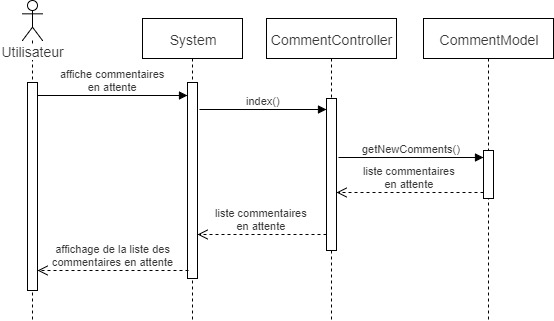 Utilisateur
System
CommentController
CommentModel
affiche commentaires
en attente
index()
getNewComments()
liste commentaires
en attente
liste commentaires
en attente
affichage de la liste des
commentaires en attente